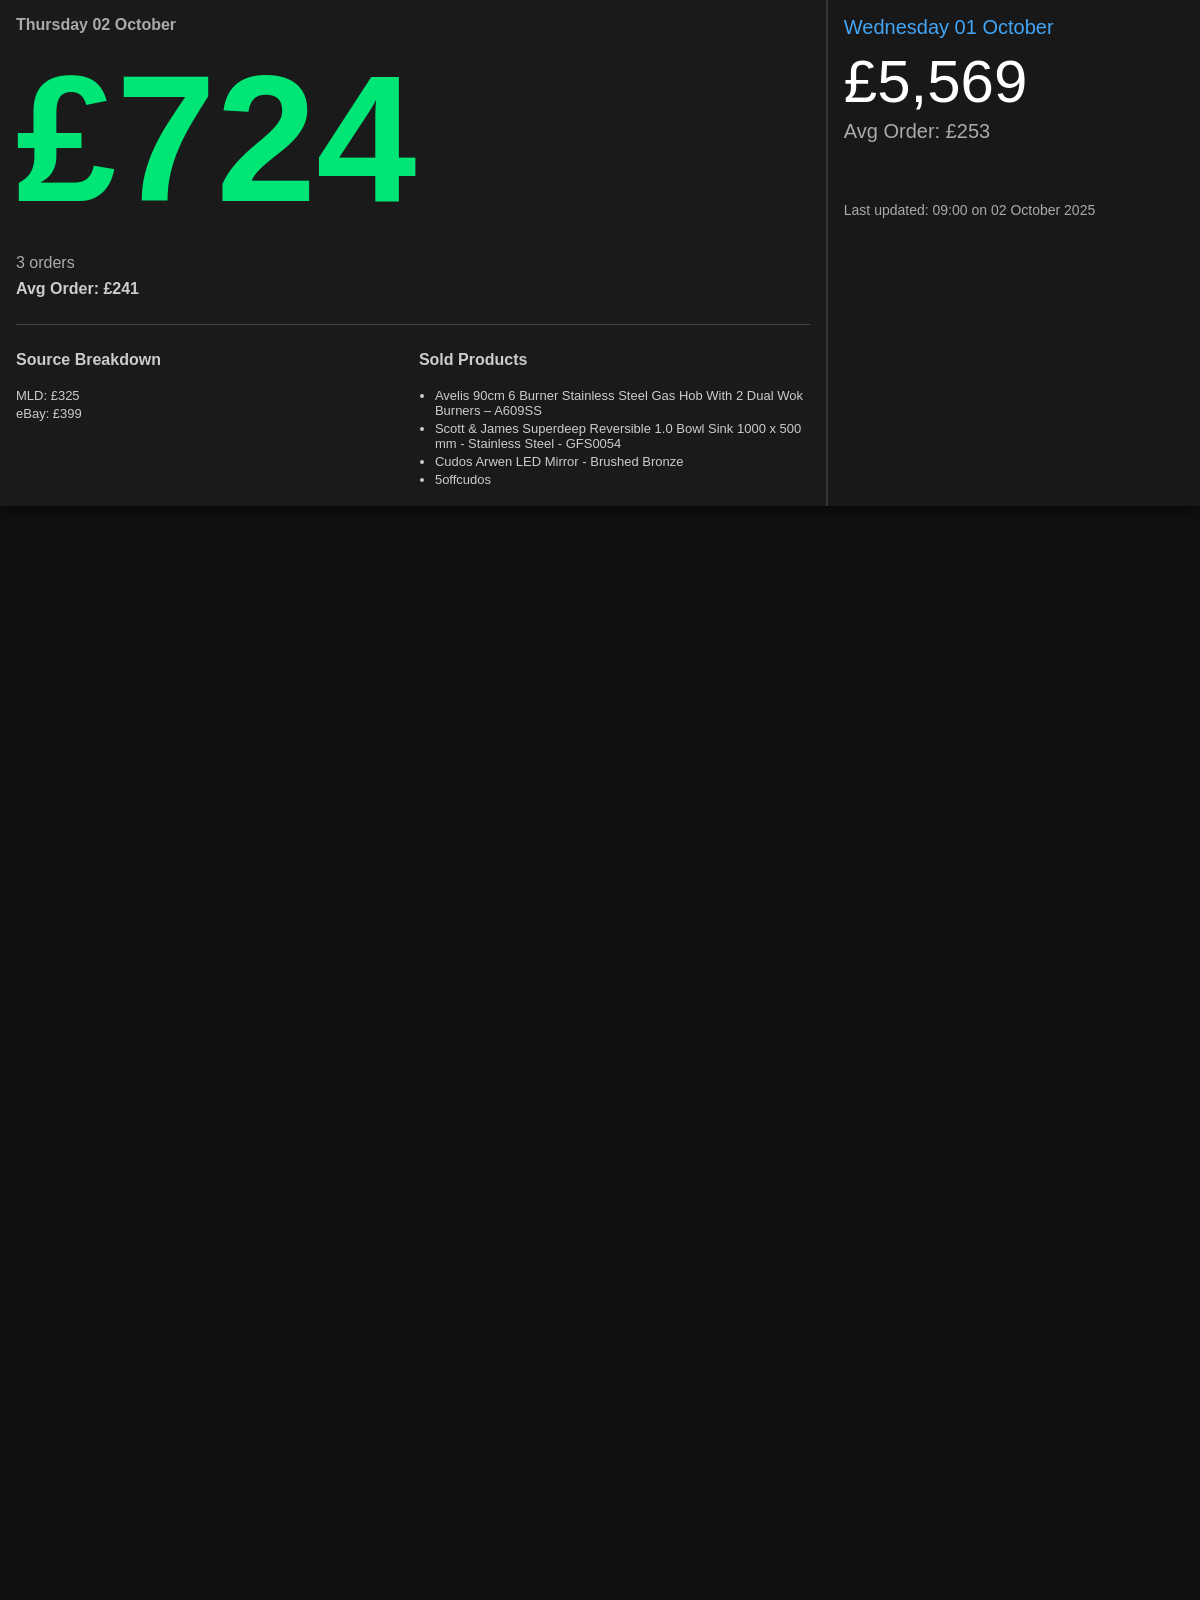 Thursday 02 October
£724
3 orders
Avg Order: £241
Source Breakdown
MLD: £325
eBay: £399
Sold Products
• Avelis 90cm 6 Burner Stainless Steel Gas Hob With 2 Dual Wok
Burners – A609SS
• Scott & James Superdeep Reversible 1.0 Bowl Sink 1000 x 500
mm - Stainless Steel - GFS0054
• Cudos Arwen LED Mirror - Brushed Bronze
• 5offcudos
Wednesday 01 October
£5,569
Avg Order: £253
Last updated: 09:00 on 02 October 2025